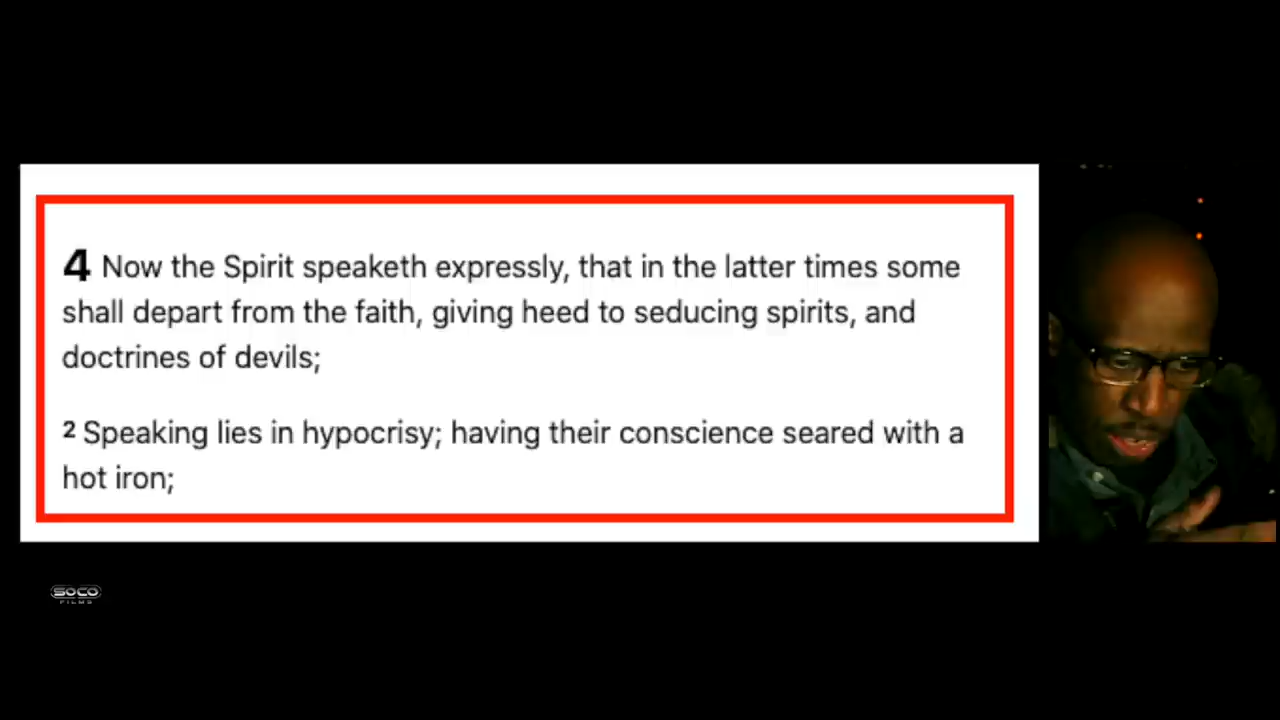 4 Now the Spirit speaketh expressly, that in the latter times some
shall depart from the faith, giving heed to seducing spirits, and
doctrines of devils;
2 Speaking lies in hypocrisy; having their conscience seared with a
hot iron;
SOCO
FILMS